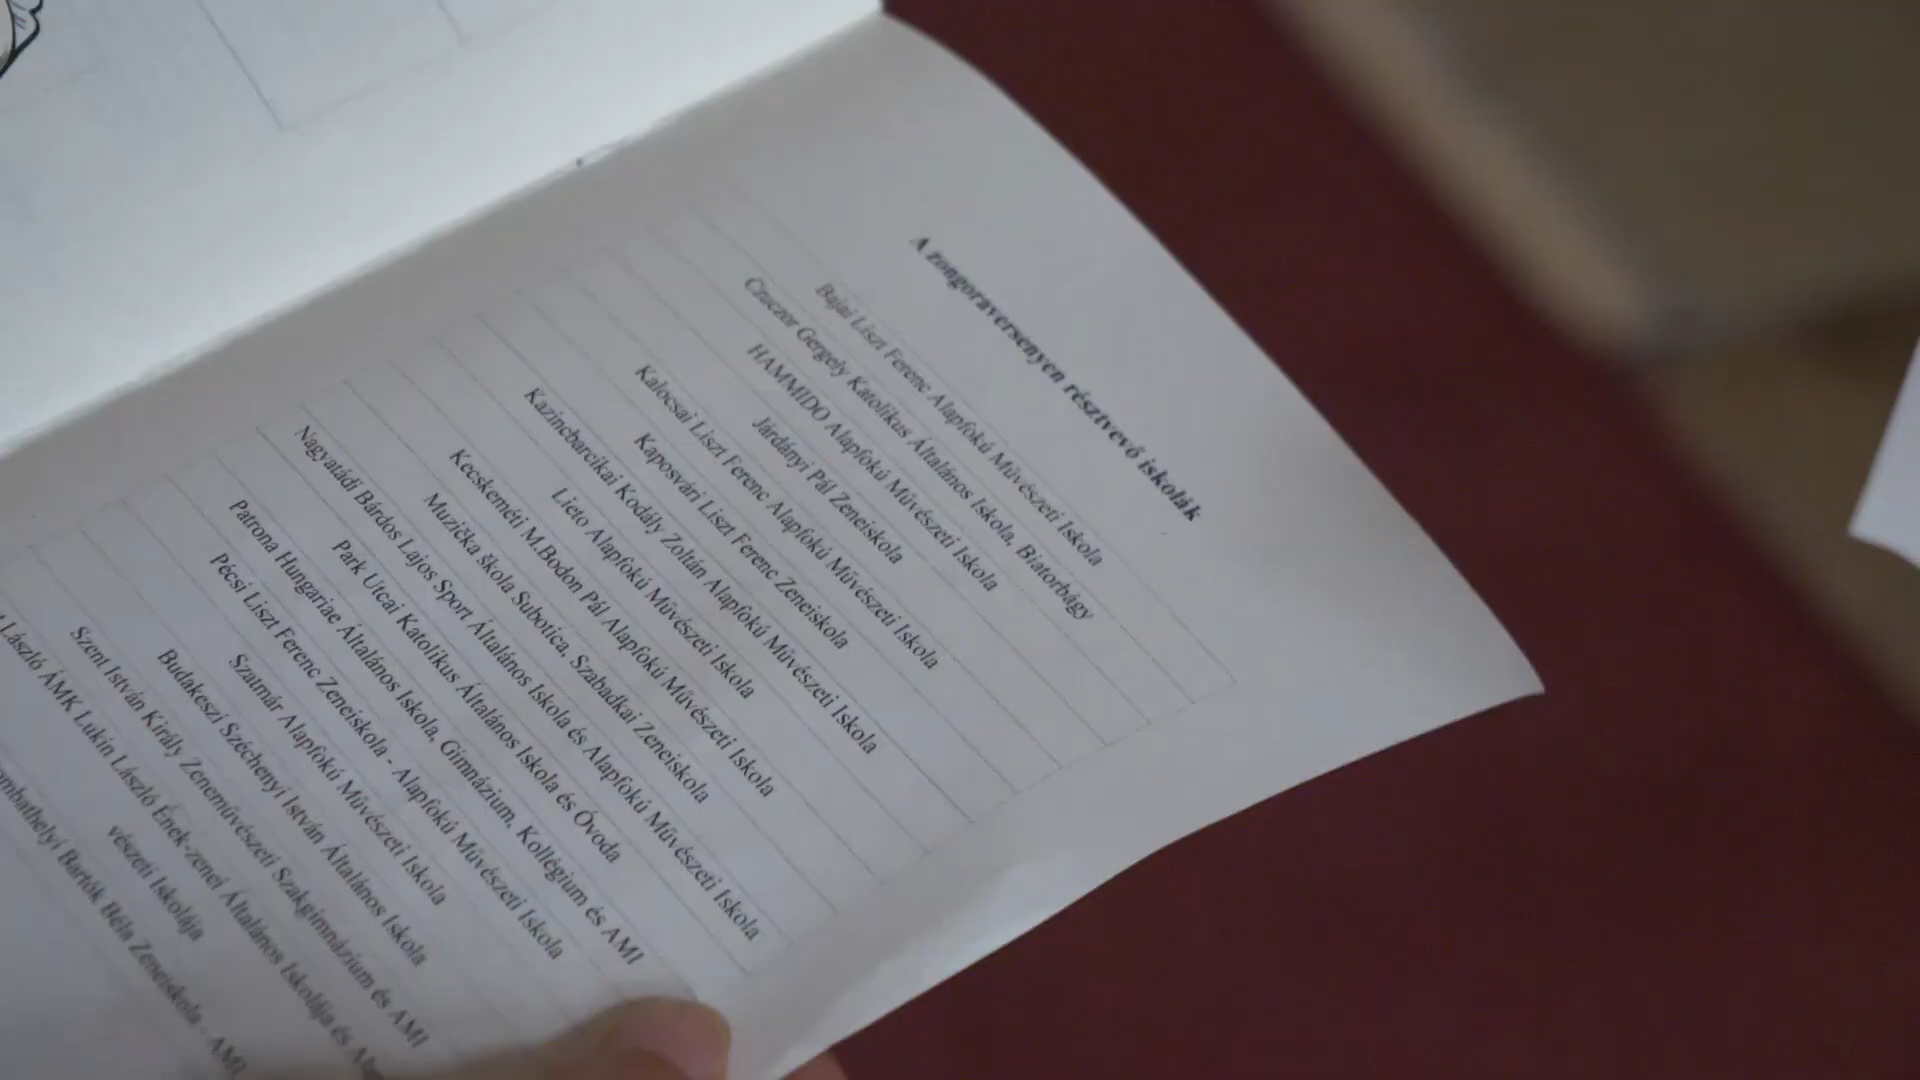 A zongoraversenyen résztvevő iskolák
Bajai Liszt Ferenc Alapfokú Művészeti Iskola
Czuczor Gergely Katolikus Általános Iskola, Biatorbágy
HAMMIDO Alapfokú Művészeti Iskola
Járdányi Pál Zeneiskola
Kalocsai Liszt Ferenc Alapfokú Művészeti Iskola
Kaposvári Liszt Ferenc Zeneiskola
Kazincbarcikai Kodály Zoltán Alapfokú Művészeti Iskola
Lieto Alapfokú Művészeti Iskola
Kecskeméti M.Bodon Pál Alapfokú Művészeti Iskola
Muzička škola Subotica, Szabadkai Zeneiskola
Nagyatádi Bárdos Lajos Sport Általános Iskola és Alapfokú Művészeti Iskola
Park Utcai Katolikus Általános Iskola és Óvoda
Patrona Hungariae Általános Iskola, Gimnázium, Kollégium és AMI
Pécsi Liszt Ferenc Zeneiskola - Alapfokú Művészeti Iskola
Szatmár Alapfokú Művészeti Iskola
Budakeszi Széchenyi István Általános Iskola
Szent István Király Zeneművészeti Szakgimnázium és AMI
László ÁMK Lukin László Ének-zenei Általános Iskolája és
vészeti Iskolája
mbathelyi Bartók Béla Zeneiskola - AMI